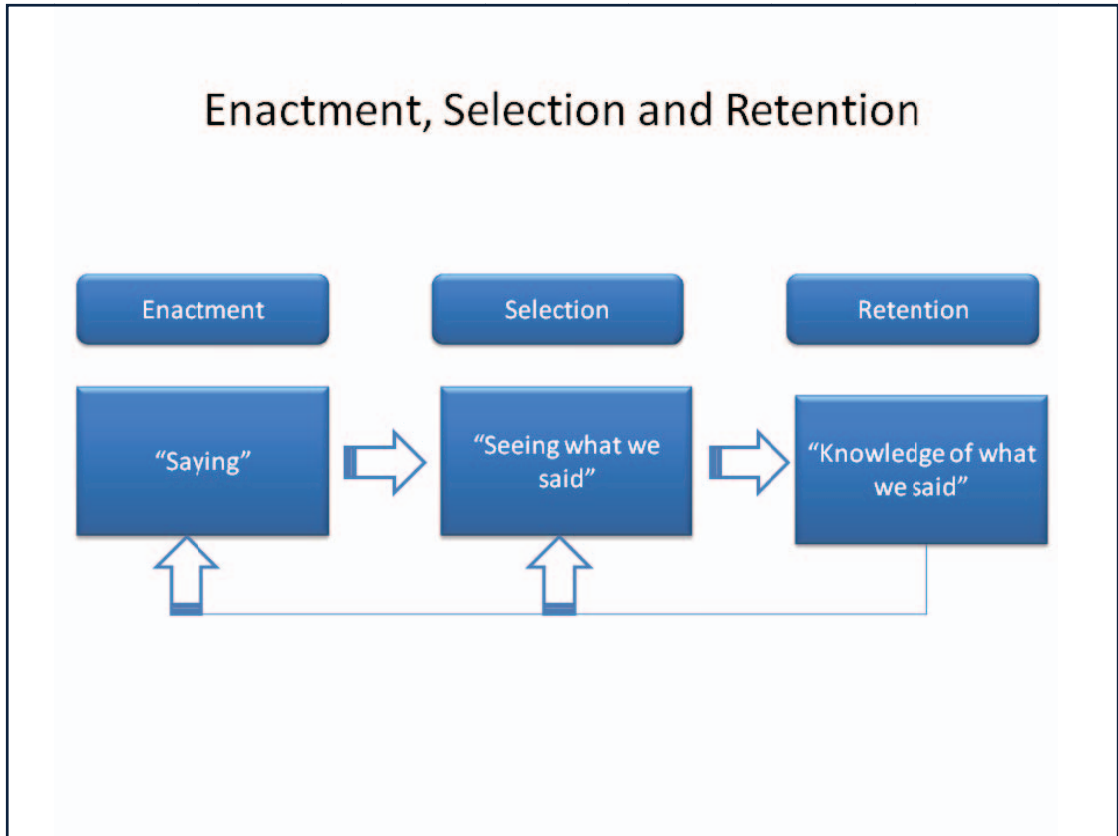 Enactment, Selection and Retention
Enactment
Selection
Retention
“Saying”
“Seeing what we
said”
“Knowledge of what
we said”